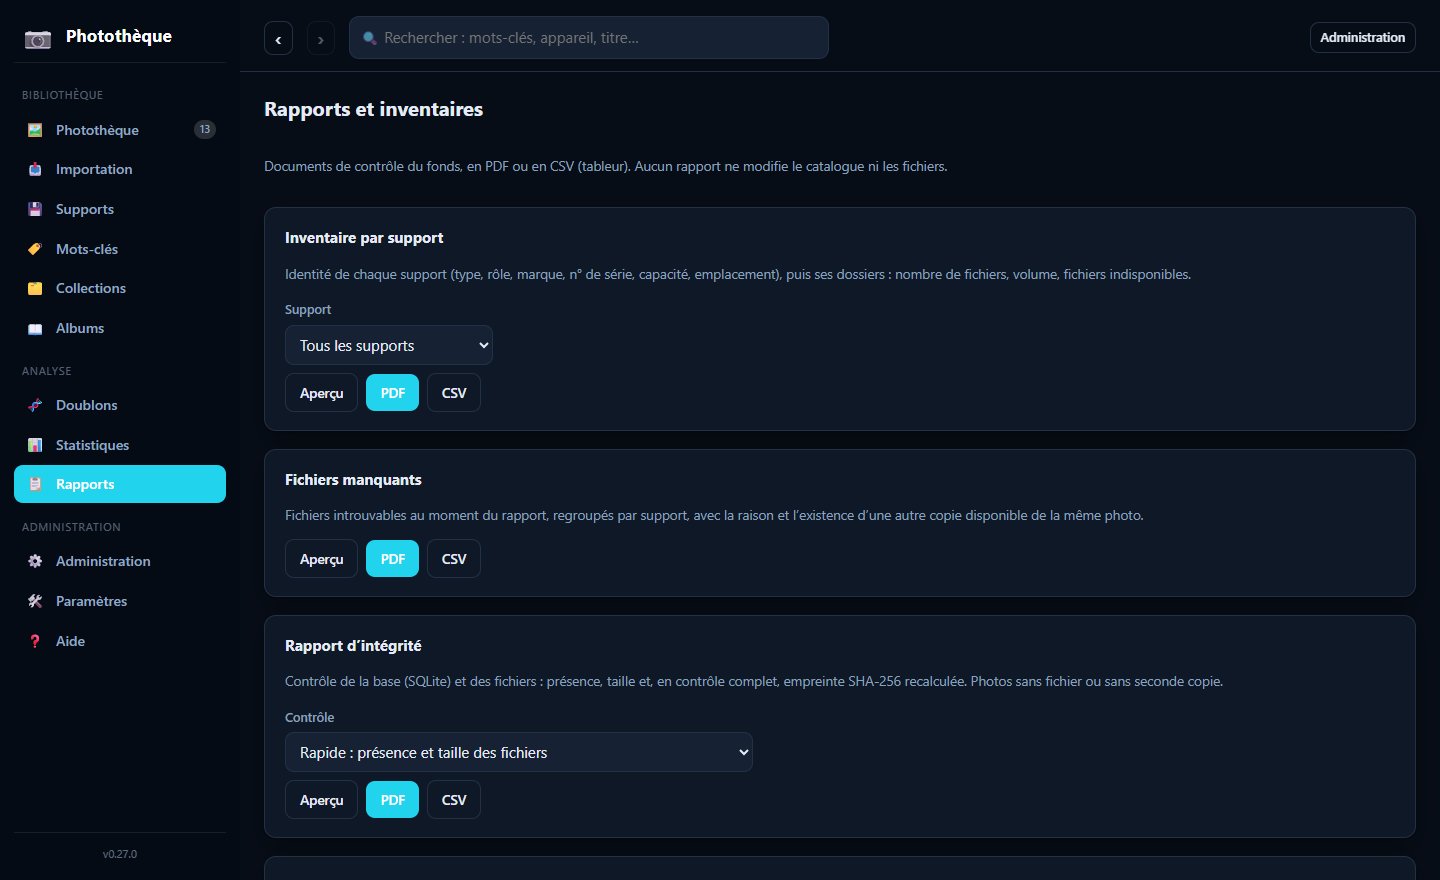 Photothèque
‹
›
Rechercher : mots-clés, appareil, titre...
Administration
BIBLIOTHÈQUE
Photothèque
13
Importation
Supports
Mots-clés
Collections
Albums
ANALYSE
Doublons
Statistiques
Rapports
ADMINISTRATION
Administration
Paramètres
Aide
v0.27.0
Rapports et inventaires
Documents de contrôle du fonds, en PDF ou en CSV (tableur). Aucun rapport ne modifie le catalogue ni les fichiers.
Inventaire par support
Identité de chaque support (type, rôle, marque, n° de série, capacité, emplacement), puis ses dossiers : nombre de fichiers, volume, fichiers indisponibles.
Support
Tous les supports
Aperçu PDF CSV
Fichiers manquants
Fichiers introuvables au moment du rapport, regroupés par support, avec la raison et l’existence d’une autre copie disponible de la même photo.
Aperçu PDF CSV
Rapport d’intégrité
Contrôle de la base (SQLite) et des fichiers : présence, taille et, en contrôle complet, empreinte SHA-256 recalculée. Photos sans fichier ou sans seconde copie.
Contrôle
Rapide : présence et taille des fichiers
Aperçu PDF CSV